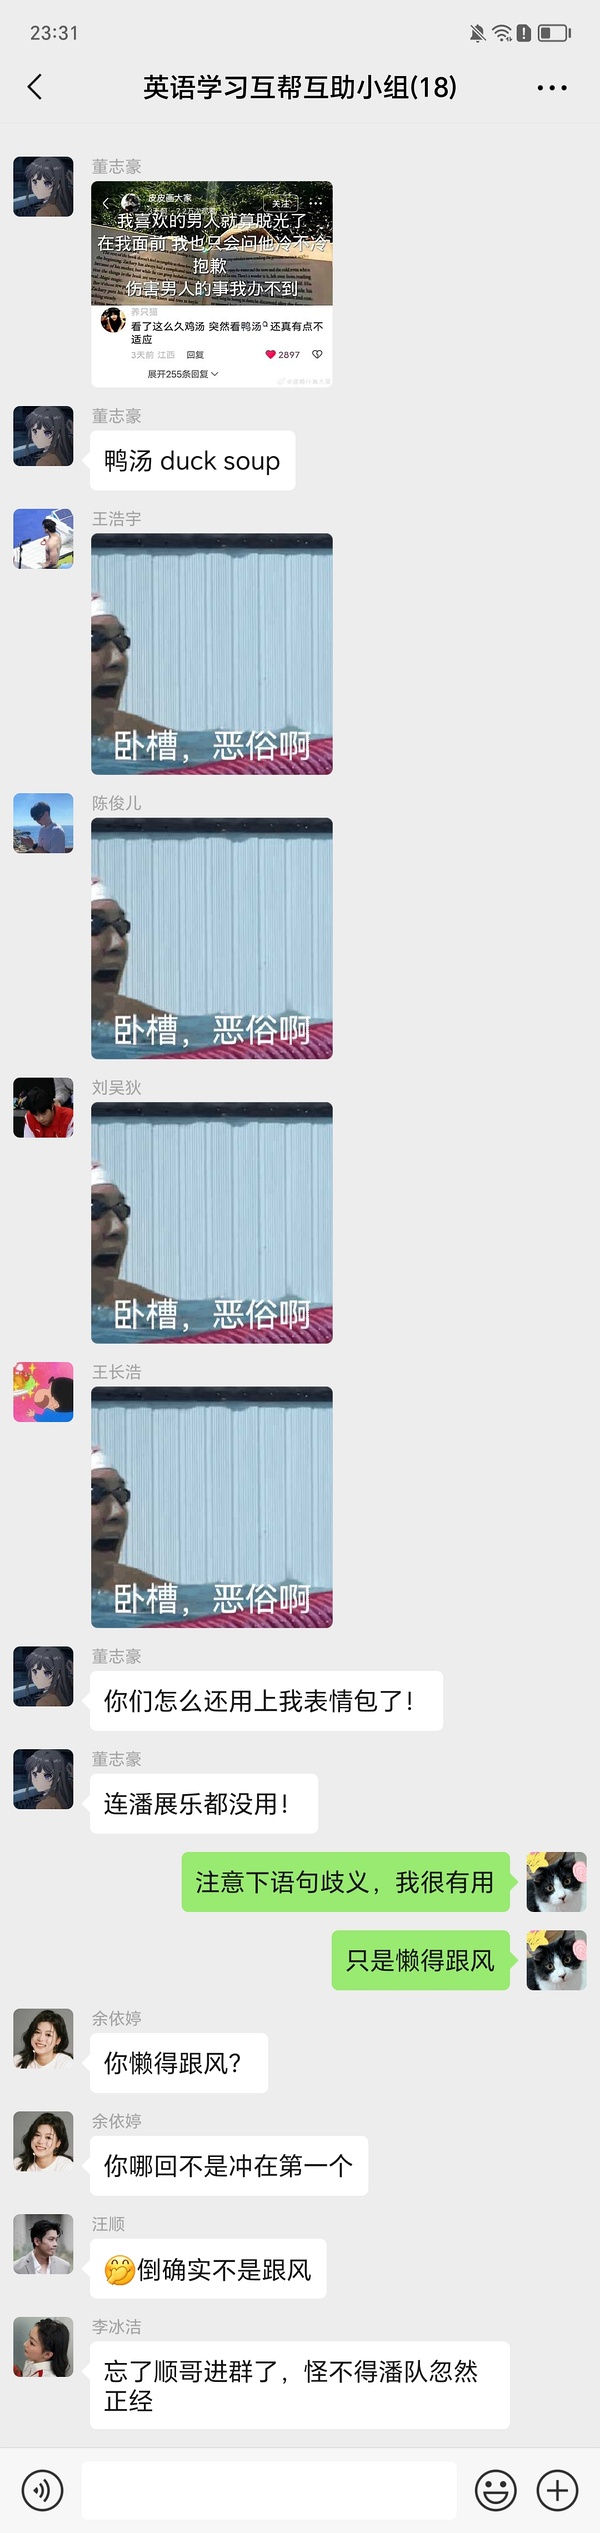 23:31
英语学习互帮互助小组(18)
董志豪
皮皮画大家
关注
我喜欢的男人就算脱光了
在我面前 我也只会问他冷不冷
抱歉
伤害男人的事我办不到
看了这么久鸡汤 突然看鸭汤 还真有点不
适应
3天前 江西 回复 2897
展开255条回复
董志豪
鸭汤 duck soup
王浩宇
卧槽，恶俗啊
陈俊儿
卧槽，恶俗啊
刘吴狄
卧槽，恶俗啊
王长浩
卧槽，恶俗啊
董志豪
你们怎么还用上我表情包了！
董志豪
连潘展乐都没用！
注意下语句歧义，我很有用
只是懒得跟风
余依婷
你懒得跟风？
余依婷
你哪回不是冲在第一个
汪顺
🤭倒确实不是跟风
李冰洁
忘了顺哥进群了，怪不得潘队忽然
正经